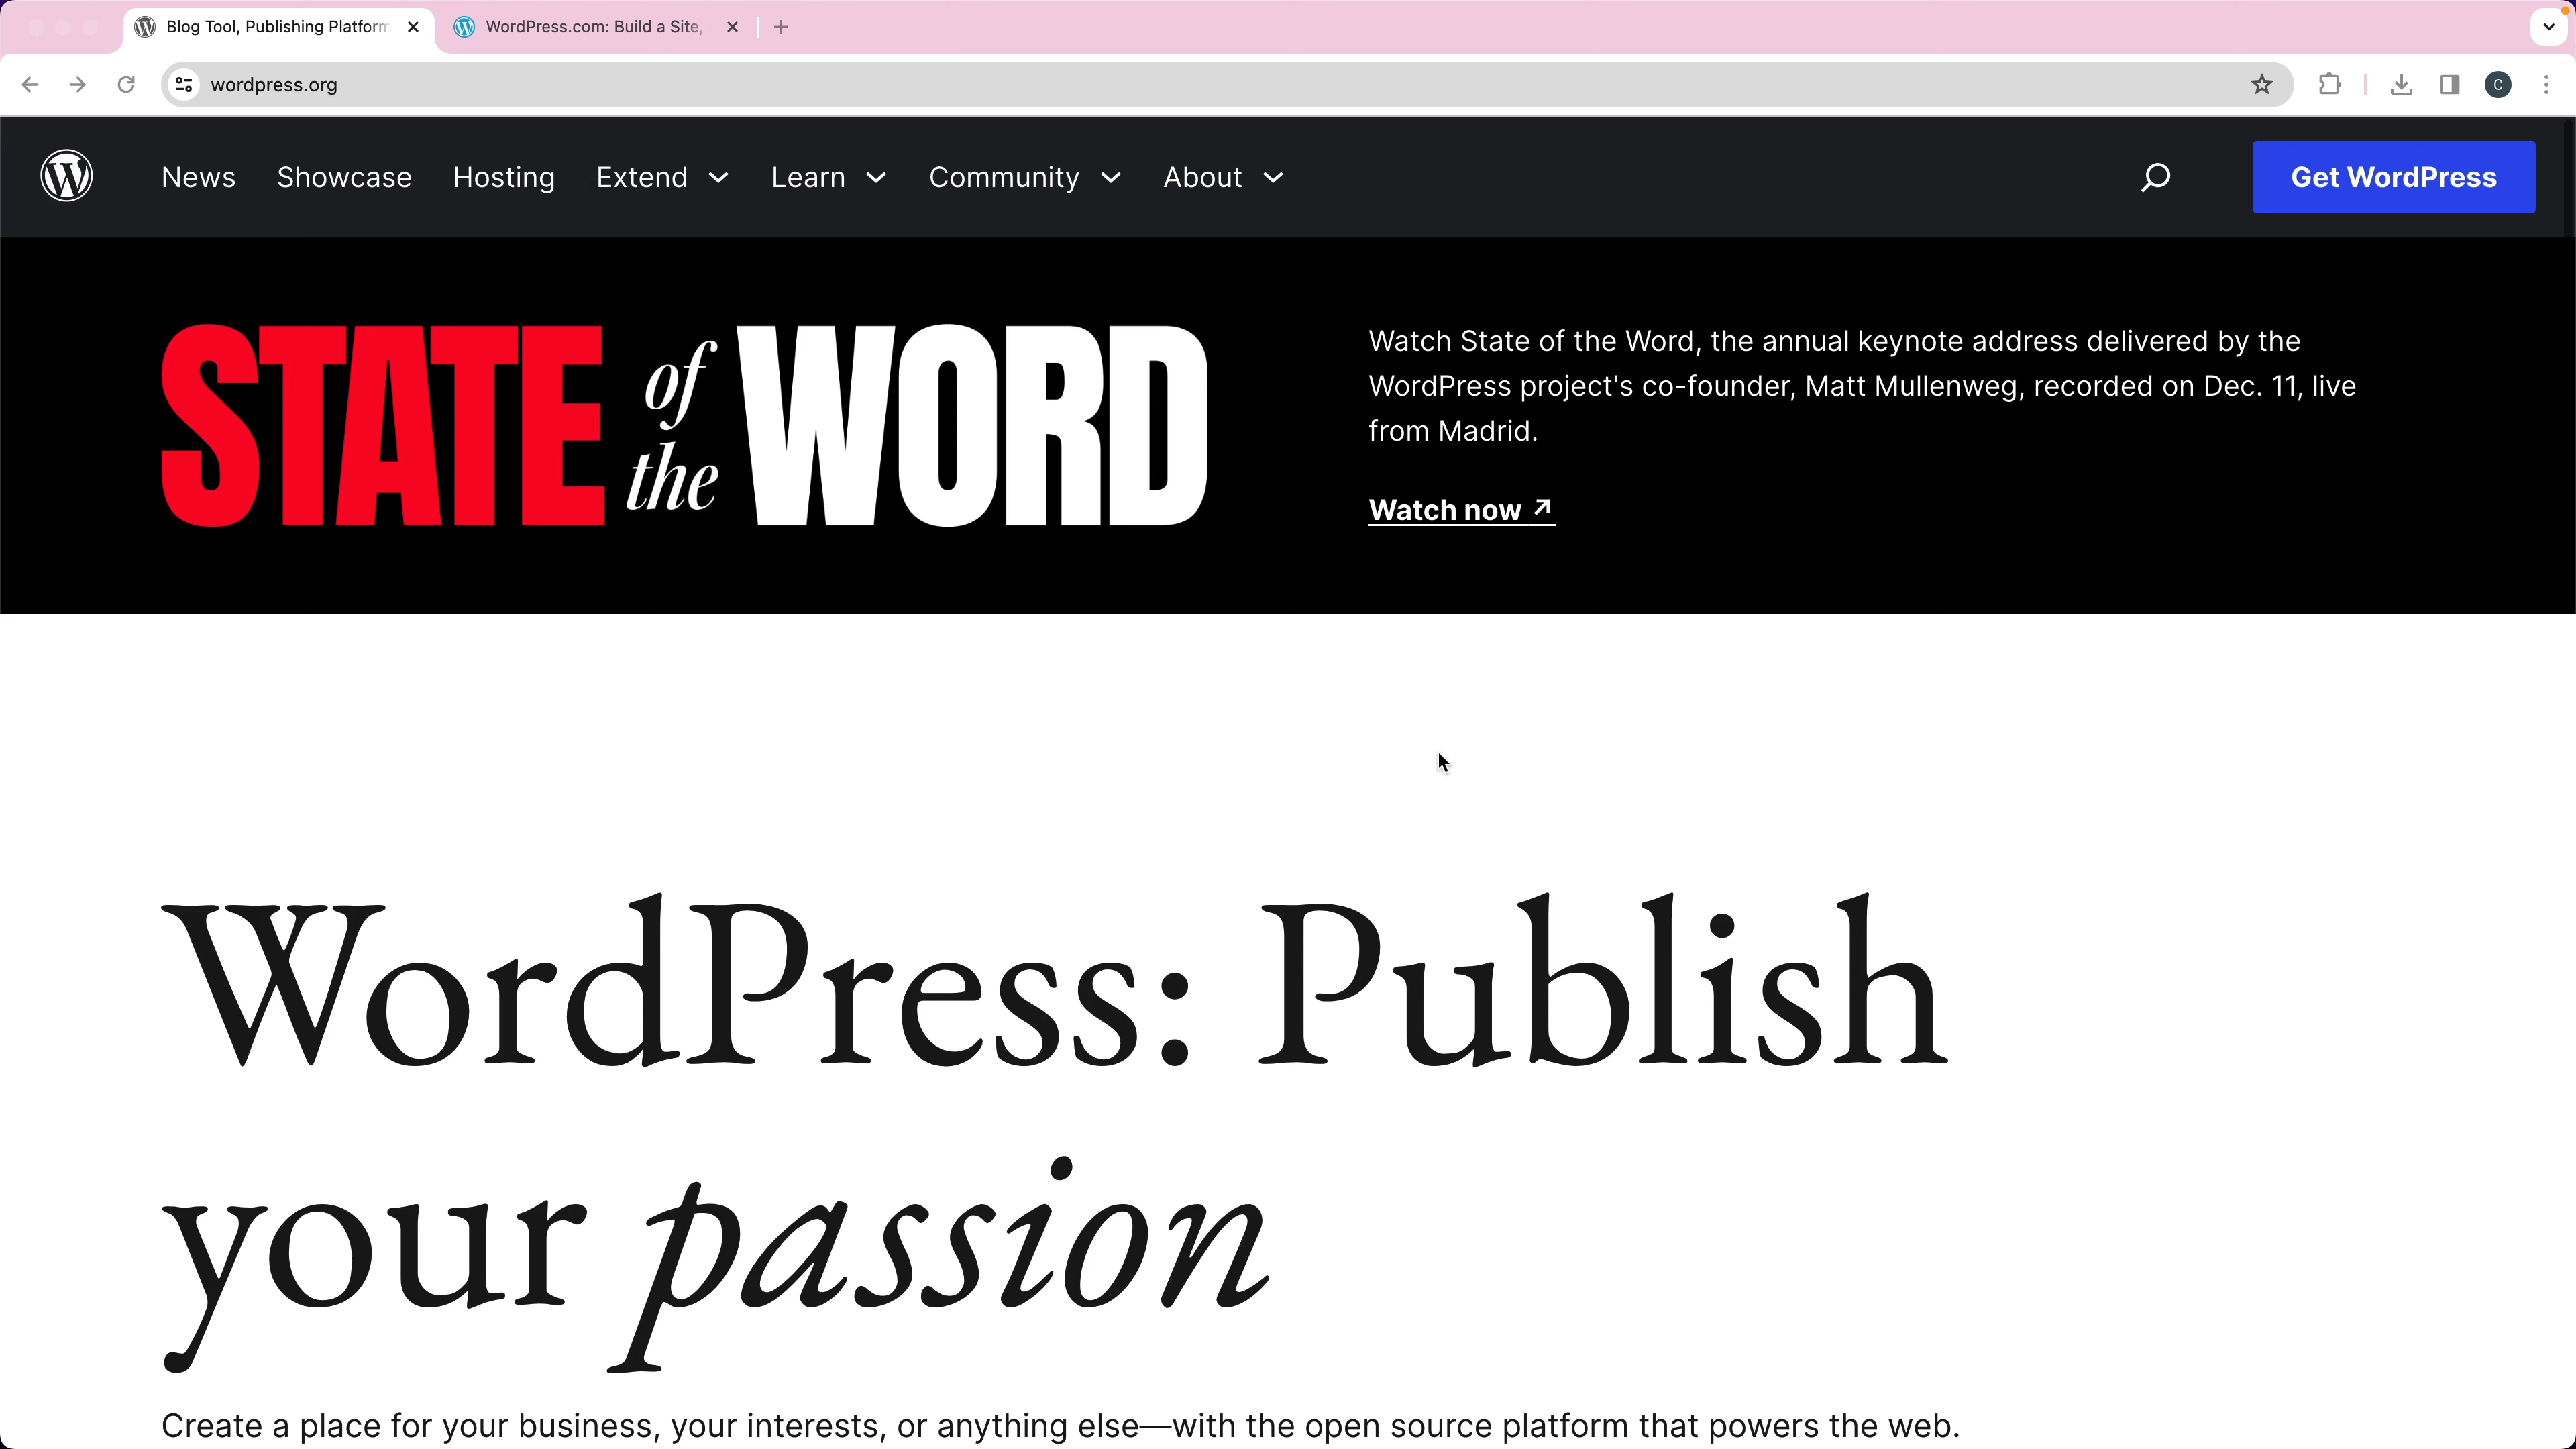 Blog Tool, Publishing Platform
WordPress.com: Build a Site,
wordpress.org
C
News Showcase Hosting Extend Learn Community About
Get WordPress
STATE of the WORD
Watch State of the Word, the annual keynote address delivered by the
WordPress project's co-founder, Matt Mullenweg, recorded on Dec. 11, live
from Madrid.
Watch now ↗
WordPress: Publish
your passion
Create a place for your business, your interests, or anything else—with the open source platform that powers the web.